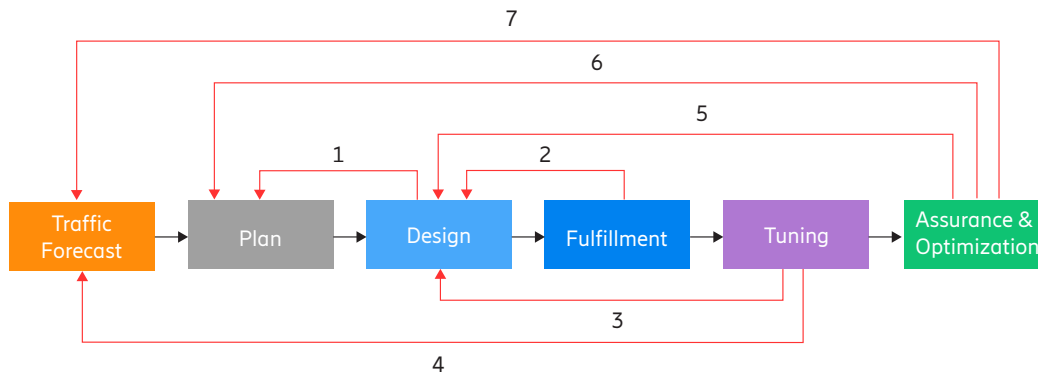 7
6
5
1
2
Traffic
Forecast
Plan
Design
Fulfillment
Tuning
Assurance &
Optimization
3
4